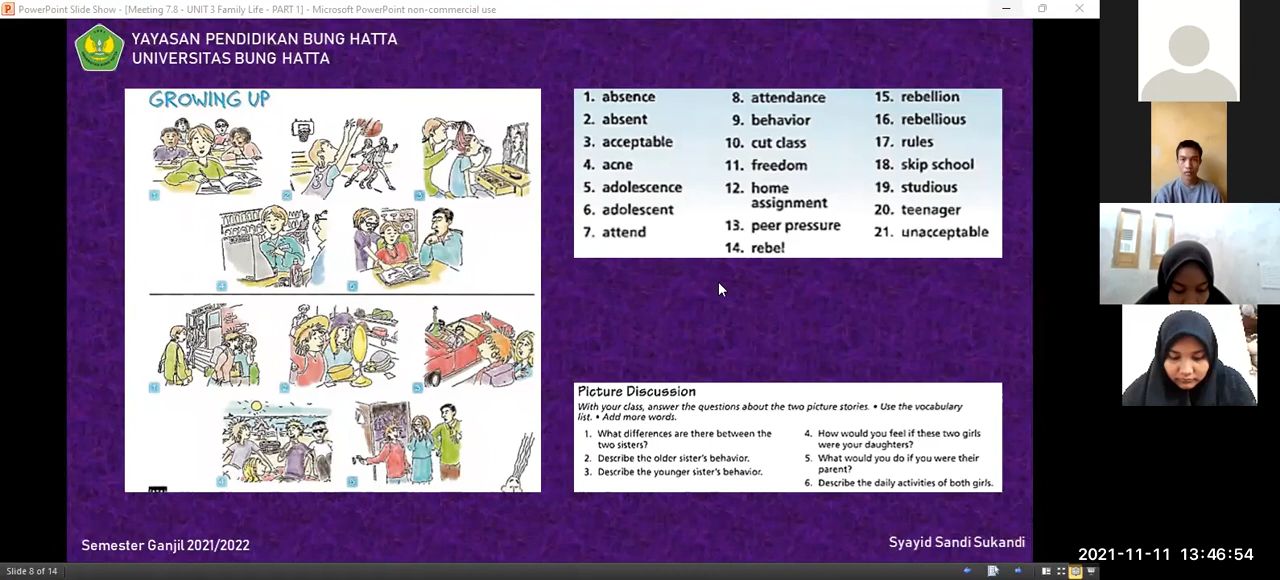 PowerPoint Slide Show - [Meeting 7.8 - UNIT 3 Family Life - PART 1] - Microsoft PowerPoint non-commercial use
YAYASAN PENDIDIKAN BUNG HATTA
UNIVERSITAS BUNG HATTA
GROWING UP
1. absence
2. absent
3. acceptable
4. acne
5. adolescence
6. adolescent
7. attend
8. attendance
9. behavior
10. cut class
11. freedom
12. home
assignment
13. peer pressure
14. rebel
15. rebellion
16. rebellious
17. rules
18. skip school
19. studious
20. teenager
21. unacceptable
Picture Discussion
With your class, answer the questions about the two picture stories. • Use the vocabulary
list. • Add more words.
1. What differences are there between the
two sisters?
2. Describe the older sister's behavior.
3. Describe the younger sister's behavior.
4. How would you feel if these two girls
were your daughters?
5. What would you do if you were their
parent?
6. Describe the daily activities of both girls.
Semester Ganjil 2021/2022
Syayid Sandi Sukandi
2021-11-11 13:46:54
Slide 8 of 14